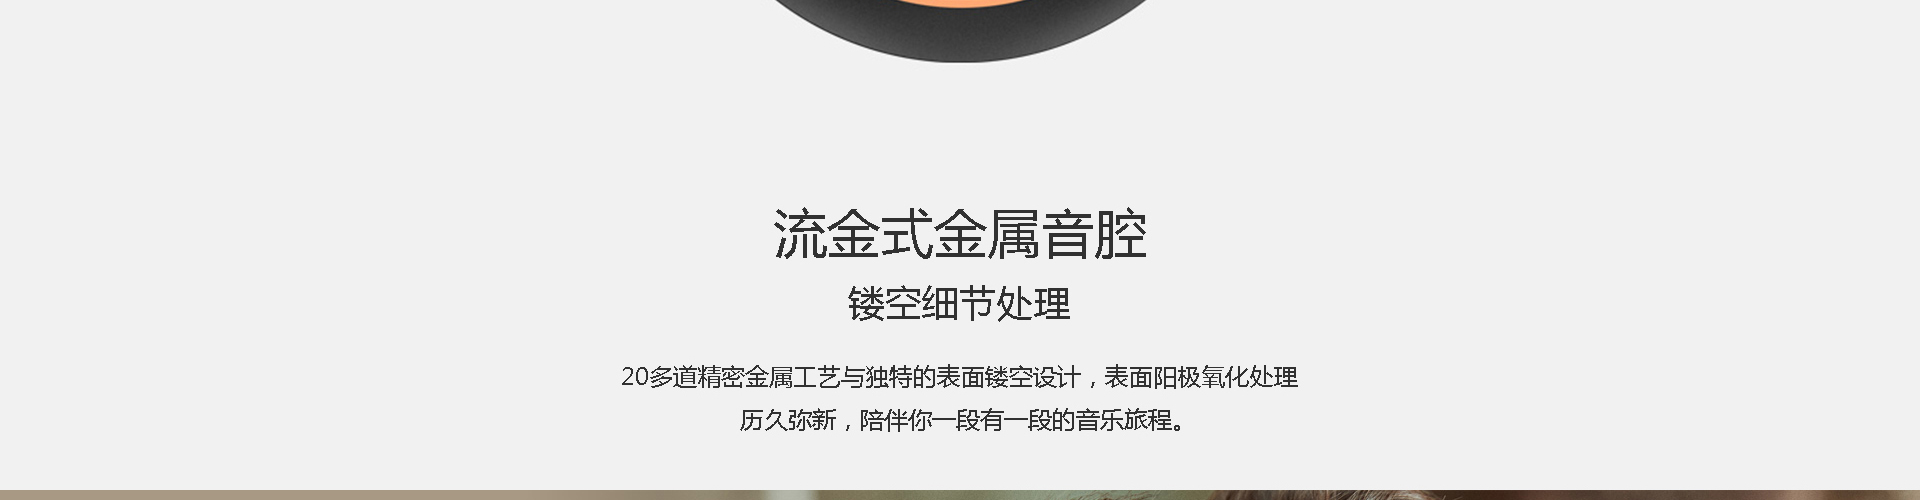 流金式金属音腔
镂空细节处理
20多道精密金属工艺与独特的表面镂空设计，表面阳极氧化处理
历久弥新，陪伴你一段有一段的音乐旅程。